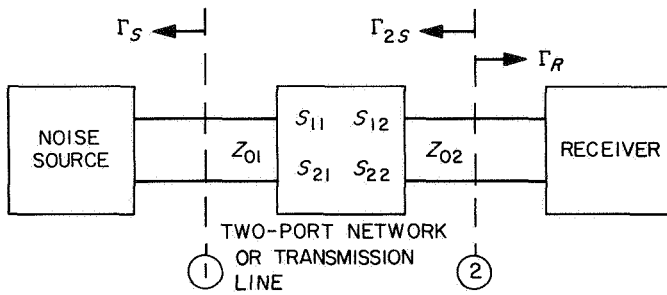 Γ_S Γ_2S
Γ_R
NOISE SOURCE
Z_01
S_11 S_12
S_21 S_22
Z_02
RECEIVER
TWO-PORT NETWORK
OR TRANSMISSION
LINE
1
2